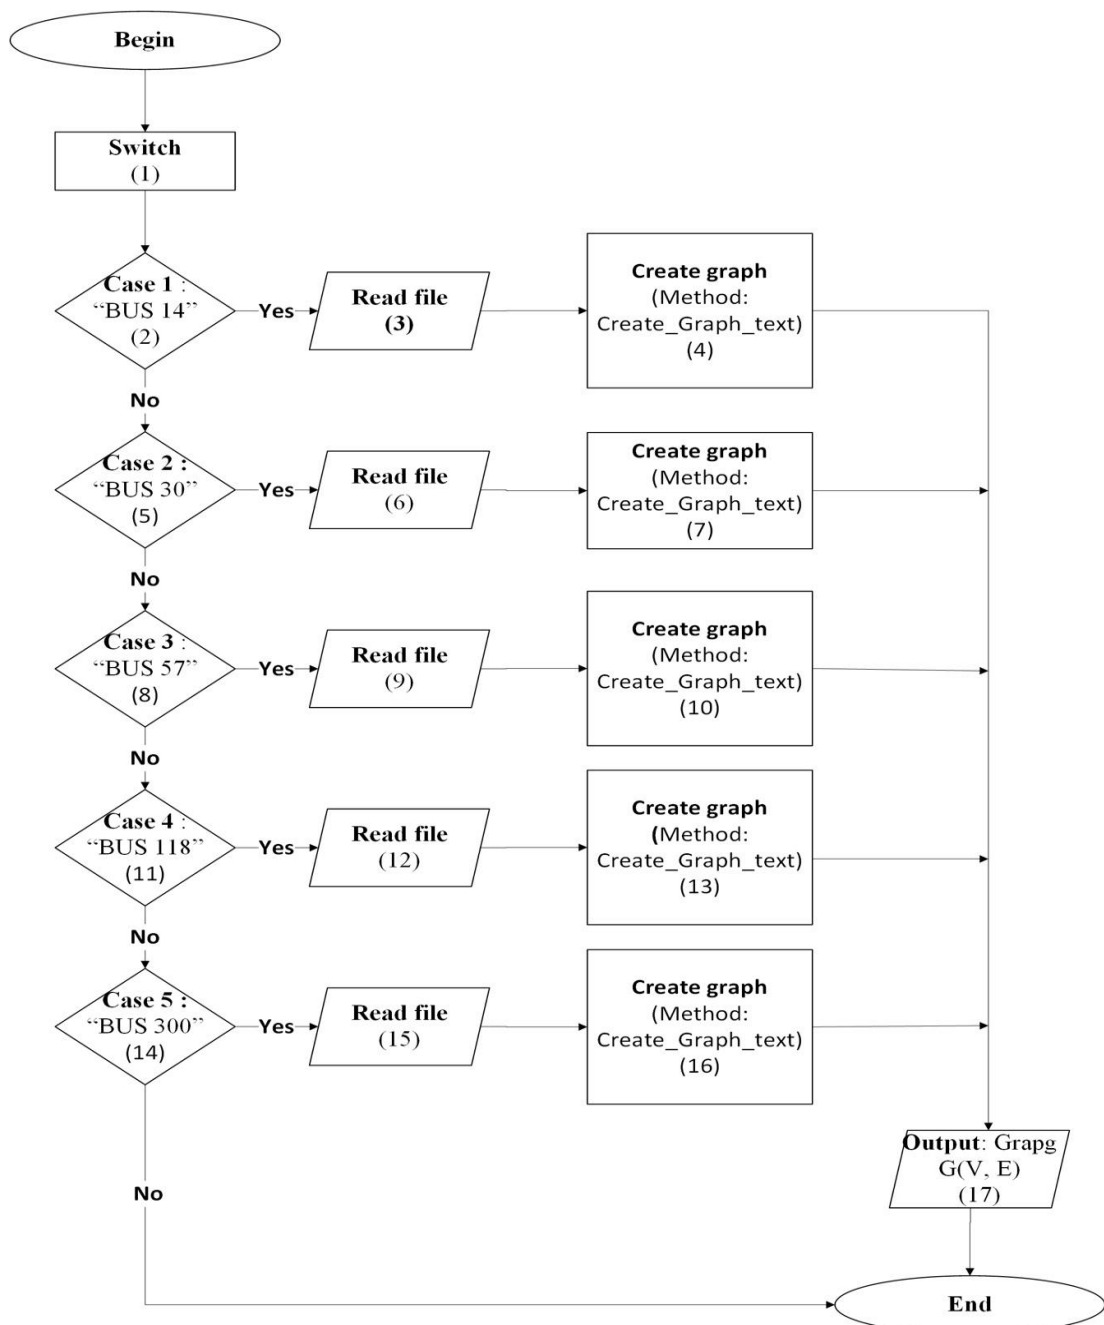 Begin
Switch
(1)
Case 1 :
“BUS 14”
(2)
Yes
Read file
(3)
Create graph
(Method:
Create_Graph_text)
(4)
No
Case 2 :
“BUS 30”
(5)
Yes
Read file
(6)
Create graph
(Method:
Create_Graph_text)
(7)
No
Case 3 :
“BUS 57”
(8)
Yes
Read file
(9)
Create graph
(Method:
Create_Graph_text)
(10)
No
Case 4 :
“BUS 118”
(11)
Yes
Read file
(12)
Create graph
(Method:
Create_Graph_text)
(13)
No
Case 5 :
“BUS 300”
(14)
Yes
Read file
(15)
Create graph
(Method:
Create_Graph_text)
(16)
No
Output: Grapg
G(V, E)
(17)
End